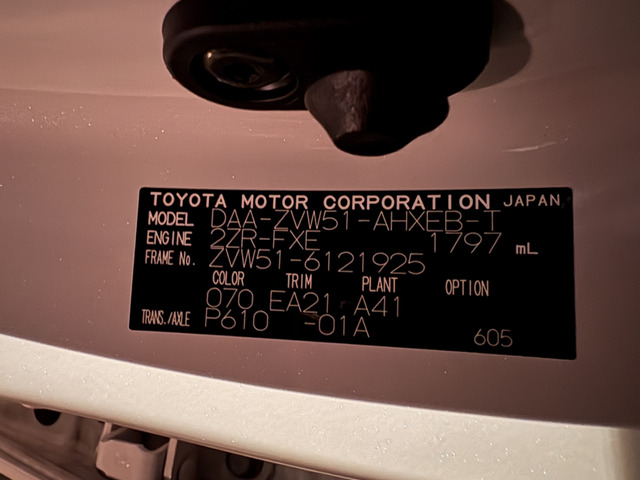 TOYOTA MOTOR CORPORATION JAPAN
MODEL DAA-ZVW51-AHXEB-T
ENGINE 2ZR-FXE 1797 mL
FRAME No. ZVW51-6121925
COLOR TRIM PLANT OPTION
070 EA21 A41
TRANS./AXLE P610 -01A
605